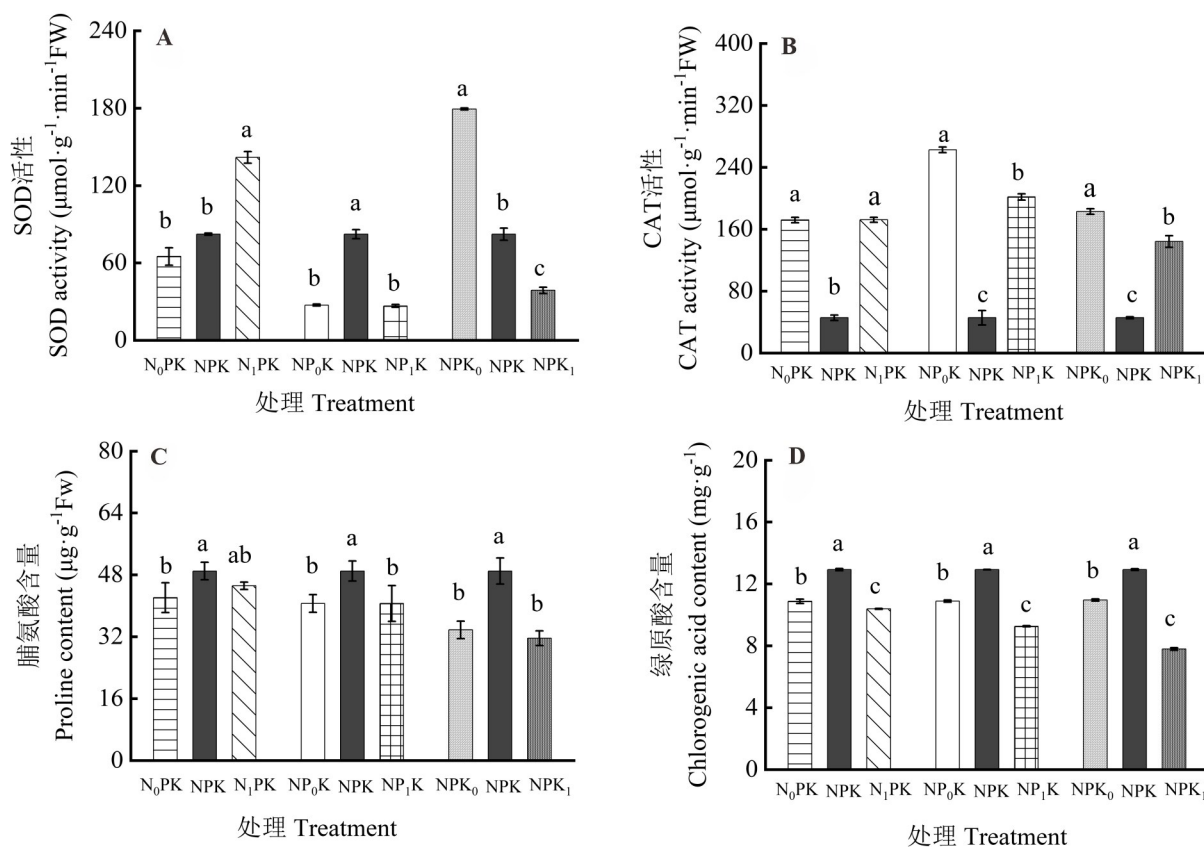 A
SOD活性
SOD activity (μmol·g⁻¹·min⁻¹FW)
240
180
120
60
0
b
b
a
b
a
b
a
b
c
N₀PK NPK N₁PK NP₀K NPK NP₁K NPK₀ NPK NPK₁
处理 Treatment
B
CAT活性
CAT activity (μmol·g⁻¹·min⁻¹FW)
400
320
240
160
80
0
a
b
a
a
c
b
a
c
b
N₀PK NPK N₁PK NP₀K NPK NP₁K NPK₀ NPK NPK₁
处理 Treatment
C
脯氨酸含量
Proline content (μg·g⁻¹Fw)
80
64
48
32
16
0
b
a
ab
b
a
b
b
a
b
N₀PK NPK N₁PK NP₀K NPK NP₁K NPK₀ NPK NPK₁
处理 Treatment
D
绿原酸含量
Chlorogenic acid content (mg·g⁻¹)
20
16
12
8
4
0
b
a
c
b
a
c
b
a
c
N₀PK NPK N₁PK NP₀K NPK NP₁K NPK₀ NPK NPK₁
处理 Treatment